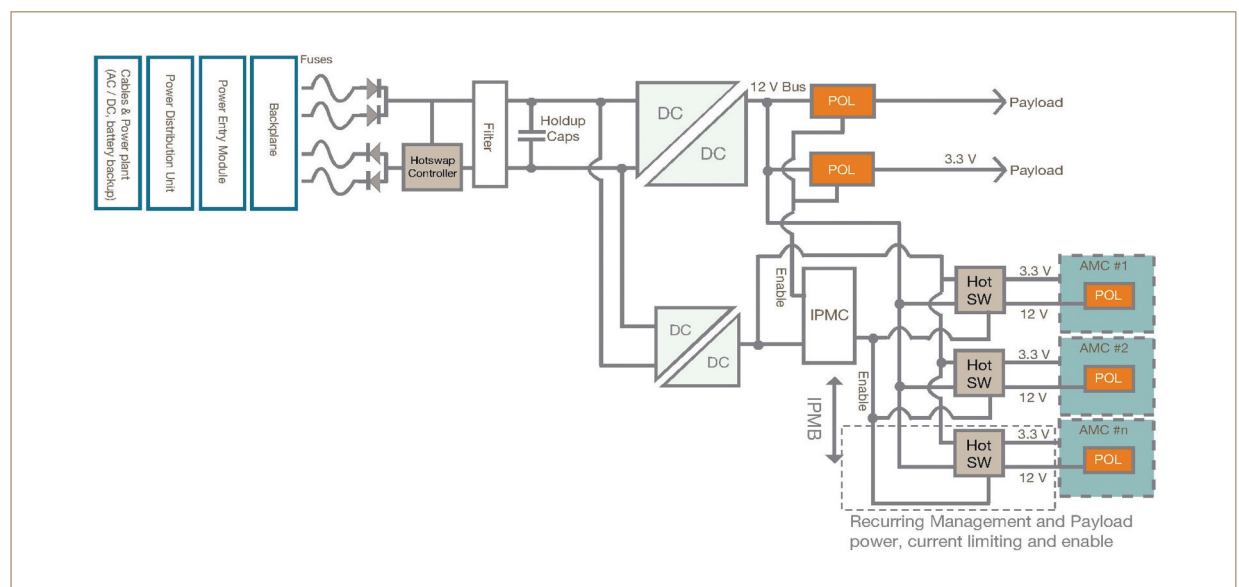 Cables & Power plant
(AC / DC, battery backup)
Power Distribution Unit
Power Entry Module
Backplane
Fuses
Hotswap
Controller
Filter
Holdup
Caps
DC
DC
12 V Bus
POL
Payload
POL
3.3 V
Payload
DC
DC
Enable
IPMC
Enable
IPMB
Hot
SW
3.3 V
12 V
AMC #1
POL
Hot
SW
3.3 V
12 V
AMC #2
POL
Hot
SW
3.3 V
12 V
AMC #n
POL
Recurring Management and Payload
power, current limiting and enable